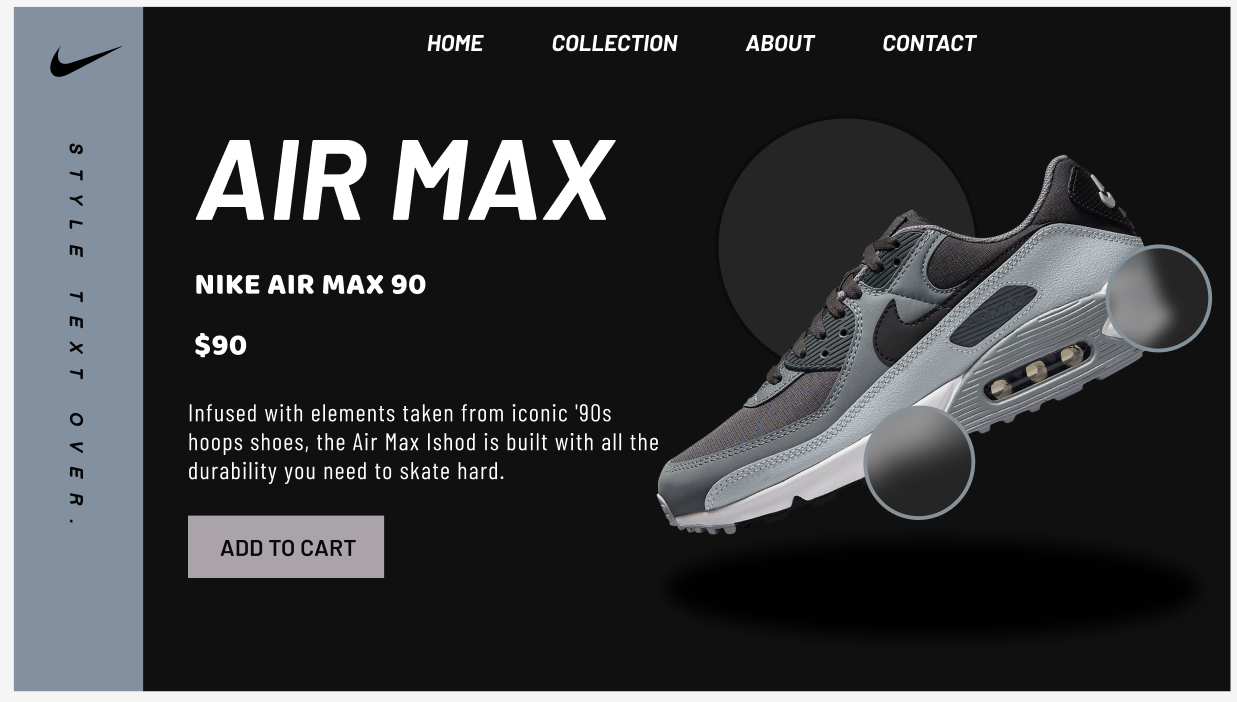 HOME COLLECTION ABOUT CONTACT
STYLE TEXT OVER.
AIR MAX
NIKE AIR MAX 90
$90
Infused with elements taken from iconic '90s
hoops shoes, the Air Max Ishod is built with all the
durability you need to skate hard.
ADD TO CART